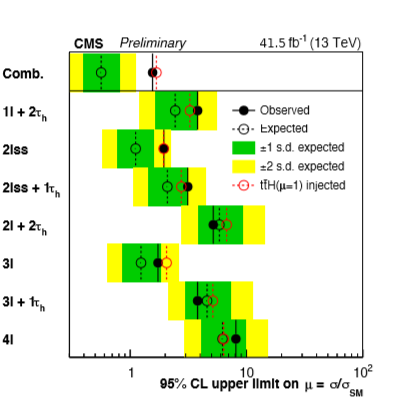 CMS Preliminary 41.5 fb⁻¹ (13 TeV)
Comb.
1l + 2τh
2lss
2lss + 1τh
2l + 2τh
3l
3l + 1τh
4l
Observed
Expected
±1 s.d. expected
±2 s.d. expected
tt̄H(μ=1) injected
1 10 10²
95% CL upper limit on μ = σ/σSM